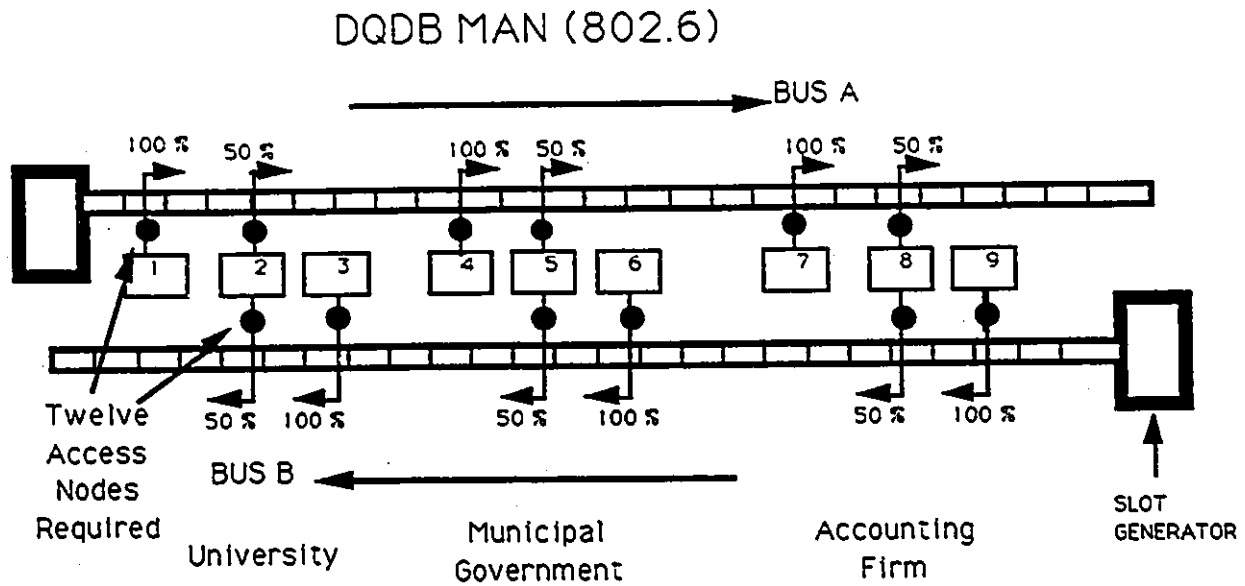 DQDB MAN (802.6)
BUS A
100 % 50 % 100 % 50 % 100 % 50 %
1 2 3 4 5 6 7 8 9
50 % 100 % 50 % 100 % 50 % 100 %
Twelve
Access
Nodes
Required
BUS B
SLOT
GENERATOR
University
Municipal
Government
Accounting
Firm